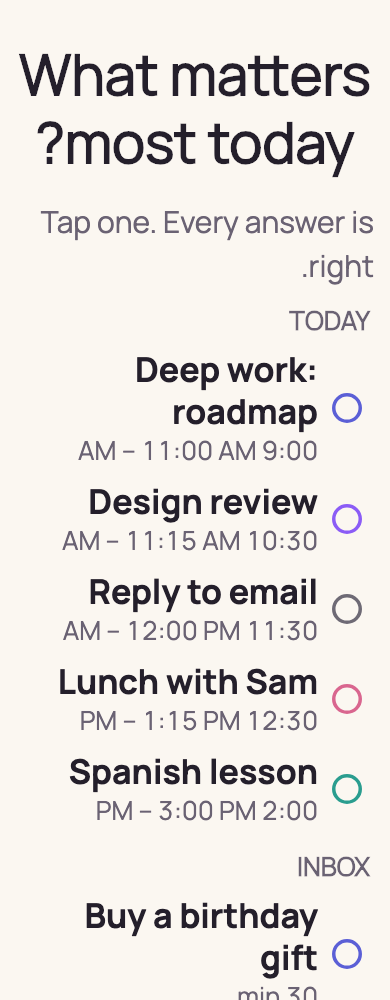 What matters
?most today
Tap one. Every answer is
.right
TODAY
Deep work:
roadmap
AM – 11:00 AM 9:00
Design review
AM – 11:15 AM 10:30
Reply to email
AM – 12:00 PM 11:30
Lunch with Sam
PM – 1:15 PM 12:30
Spanish lesson
PM – 3:00 PM 2:00
INBOX
Buy a birthday
gift
min 30